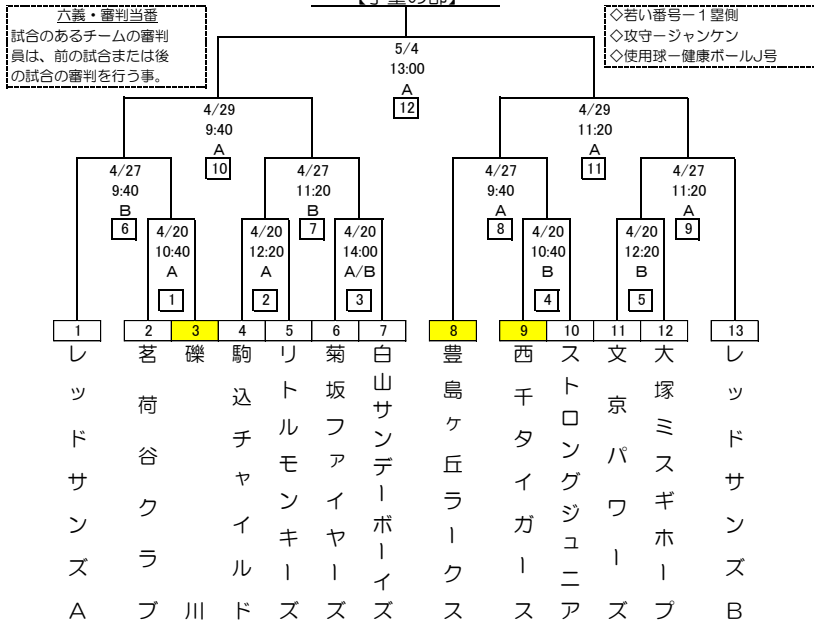 【学童の部】
六義・審判当番
試合のあるチームの審判
員は、前の試合または後
の試合の審判を行う事。
◇若い番号－１塁側
◇攻守－ジャンケン
◇使用球－健康ボールJ号
5/4
13:00
A
12
4/29
9:40
A
10
4/29
11:20
A
11
4/27
9:40
B
6
4/27
11:20
B
7
4/27
9:40
A
8
4/27
11:20
A
9
4/20
10:40
A
1
4/20
12:20
A
2
4/20
14:00
A/B
3
4/20
10:40
B
4
4/20
12:20
B
5
1 2 3 4 5 6 7 8 9 10 11 12 13
レッドサンズA
茗荷谷クラブ
礫川
駒込チャイルド
リトルモンキーズ
菊坂ファイヤーズ
白山サンデーボーイズ
豊島ヶ丘ラークス
西千タイガース
ストロングジュニア
文京パワーズ
大塚ミスギホープ
レッドサンズB